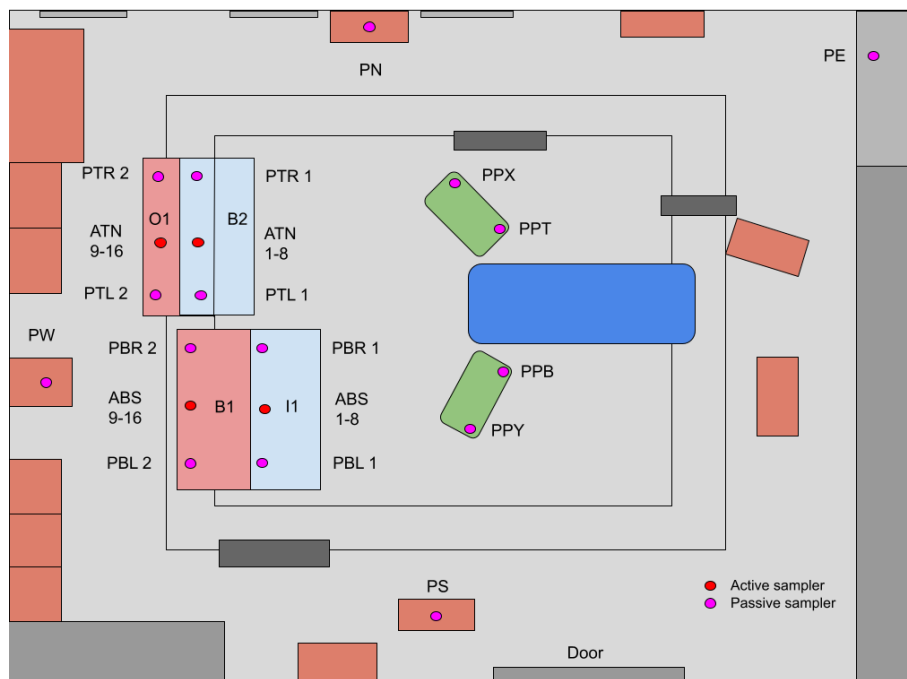 PN
PE
PTR 2
PTR 1
PPX
O1
B2
PPT
ATN
9-16
ATN
1-8
PTL 2
PTL 1
PW
PBR 2
PBR 1
PPB
ABS
9-16
B1
I1
ABS
1-8
PPY
PBL 2
PBL 1
PS
Active sampler
Passive sampler
Door